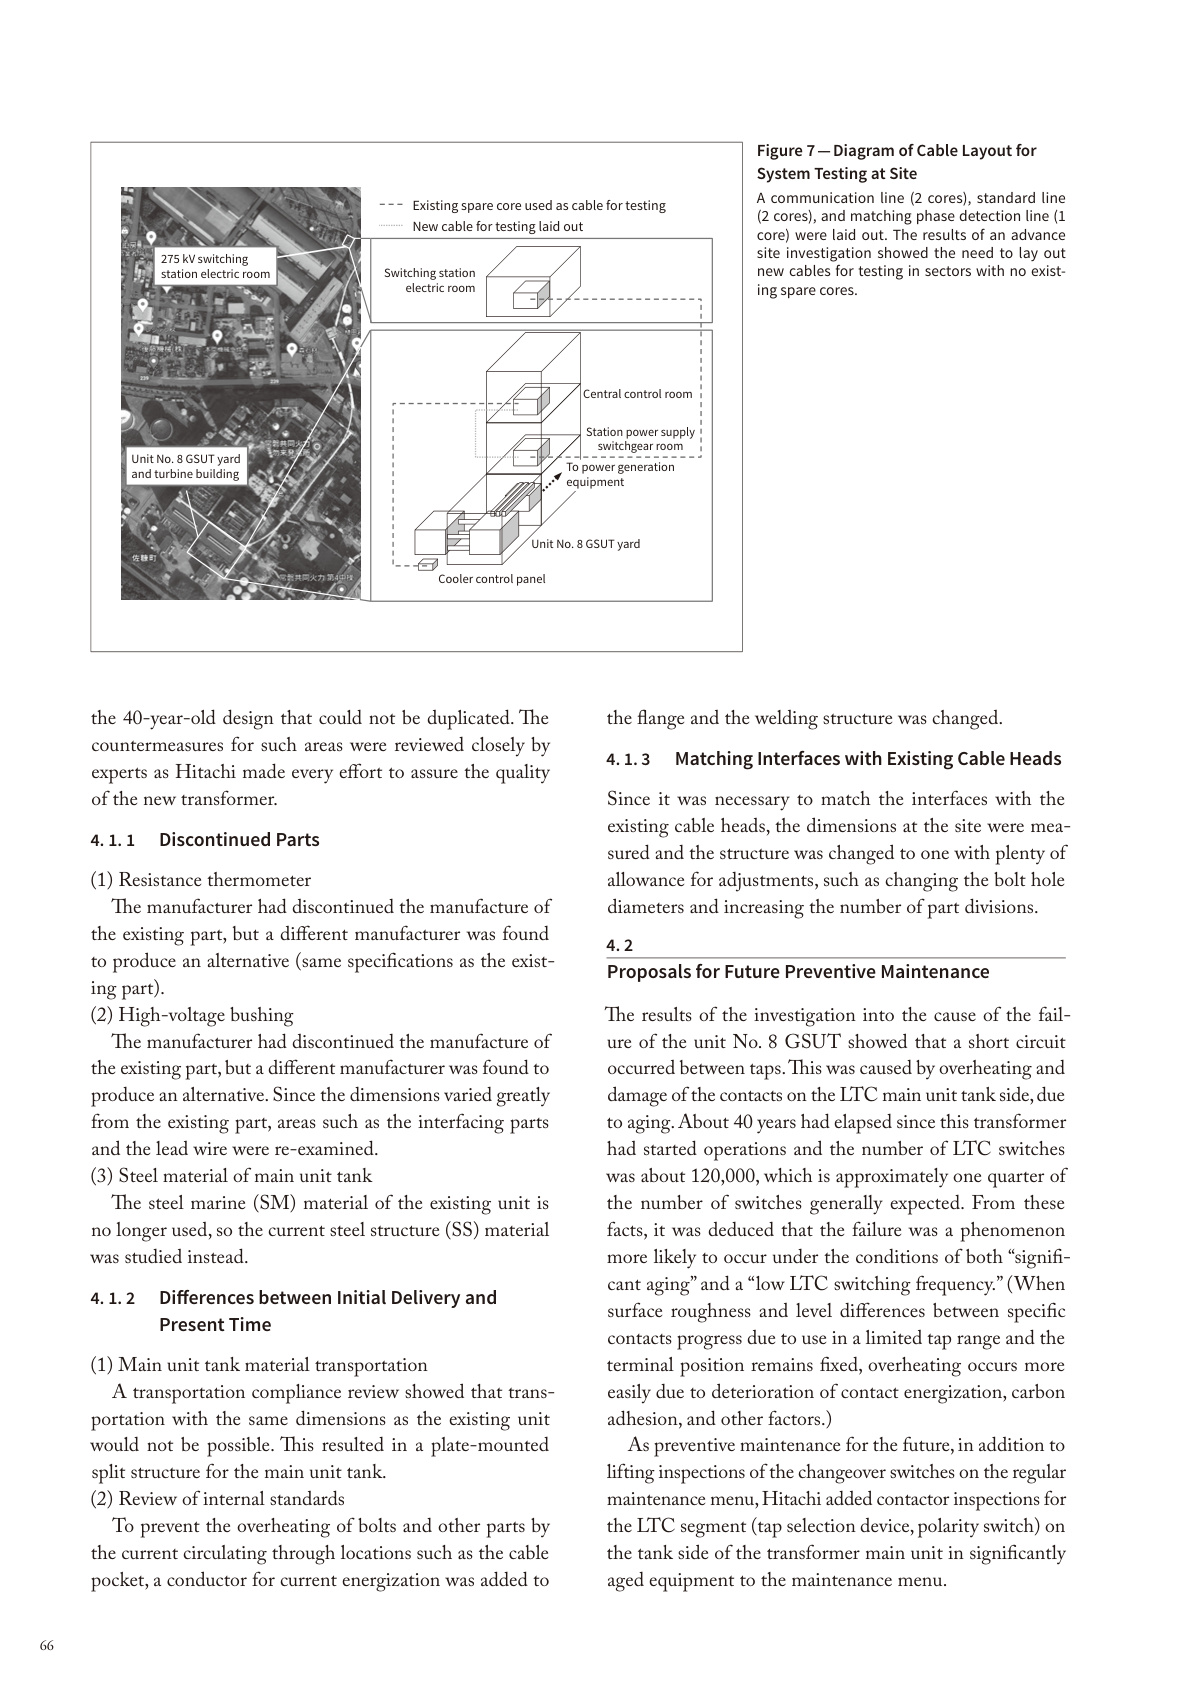 Figure 7—Diagram of Cable Layout for
System Testing at Site
A communication line (2 cores), standard line
(2 cores), and matching phase detection line (1
core) were laid out. The results of an advance
site investigation showed the need to lay out
new cables for testing in sectors with no exist-
ing spare cores.
Existing spare core used as cable for testing
New cable for testing laid out
275 kV switching
station electric room
Switching station
electric room
Central control room
Station power supply
switchgear room
To power generation
equipment
Unit No. 8 GSUT yard
and turbine building
Unit No. 8 GSUT yard
Cooler control panel
佐糠町
the 40-year-old design that could not be duplicated. The
countermeasures for such areas were reviewed closely by
experts as Hitachi made every effort to assure the quality
of the new transformer.
4. 1. 1 Discontinued Parts
(1) Resistance thermometer
The manufacturer had discontinued the manufacture of
the existing part, but a different manufacturer was found
to produce an alternative (same specifications as the exist-
ing part).
(2) High-voltage bushing
The manufacturer had discontinued the manufacture of
the existing part, but a different manufacturer was found to
produce an alternative. Since the dimensions varied greatly
from the existing part, areas such as the interfacing parts
and the lead wire were re-examined.
(3) Steel material of main unit tank
The steel marine (SM) material of the existing unit is
no longer used, so the current steel structure (SS) material
was studied instead.
4. 1. 2 Differences between Initial Delivery and
Present Time
(1) Main unit tank material transportation
A transportation compliance review showed that trans-
portation with the same dimensions as the existing unit
would not be possible. This resulted in a plate-mounted
split structure for the main unit tank.
(2) Review of internal standards
To prevent the overheating of bolts and other parts by
the current circulating through locations such as the cable
pocket, a conductor for current energization was added to
the flange and the welding structure was changed.
4. 1. 3 Matching Interfaces with Existing Cable Heads
Since it was necessary to match the interfaces with the
existing cable heads, the dimensions at the site were mea-
sured and the structure was changed to one with plenty of
allowance for adjustments, such as changing the bolt hole
diameters and increasing the number of part divisions.
4. 2
Proposals for Future Preventive Maintenance
The results of the investigation into the cause of the fail-
ure of the unit No. 8 GSUT showed that a short circuit
occurred between taps. This was caused by overheating and
damage of the contacts on the LTC main unit tank side, due
to aging. About 40 years had elapsed since this transformer
had started operations and the number of LTC switches
was about 120,000, which is approximately one quarter of
the number of switches generally expected. From these
facts, it was deduced that the failure was a phenomenon
more likely to occur under the conditions of both “signifi-
cant aging” and a “low LTC switching frequency.” (When
surface roughness and level differences between specific
contacts progress due to use in a limited tap range and the
terminal position remains fixed, overheating occurs more
easily due to deterioration of contact energization, carbon
adhesion, and other factors.)
As preventive maintenance for the future, in addition to
lifting inspections of the changeover switches on the regular
maintenance menu, Hitachi added contactor inspections for
the LTC segment (tap selection device, polarity switch) on
the tank side of the transformer main unit in significantly
aged equipment to the maintenance menu.
66